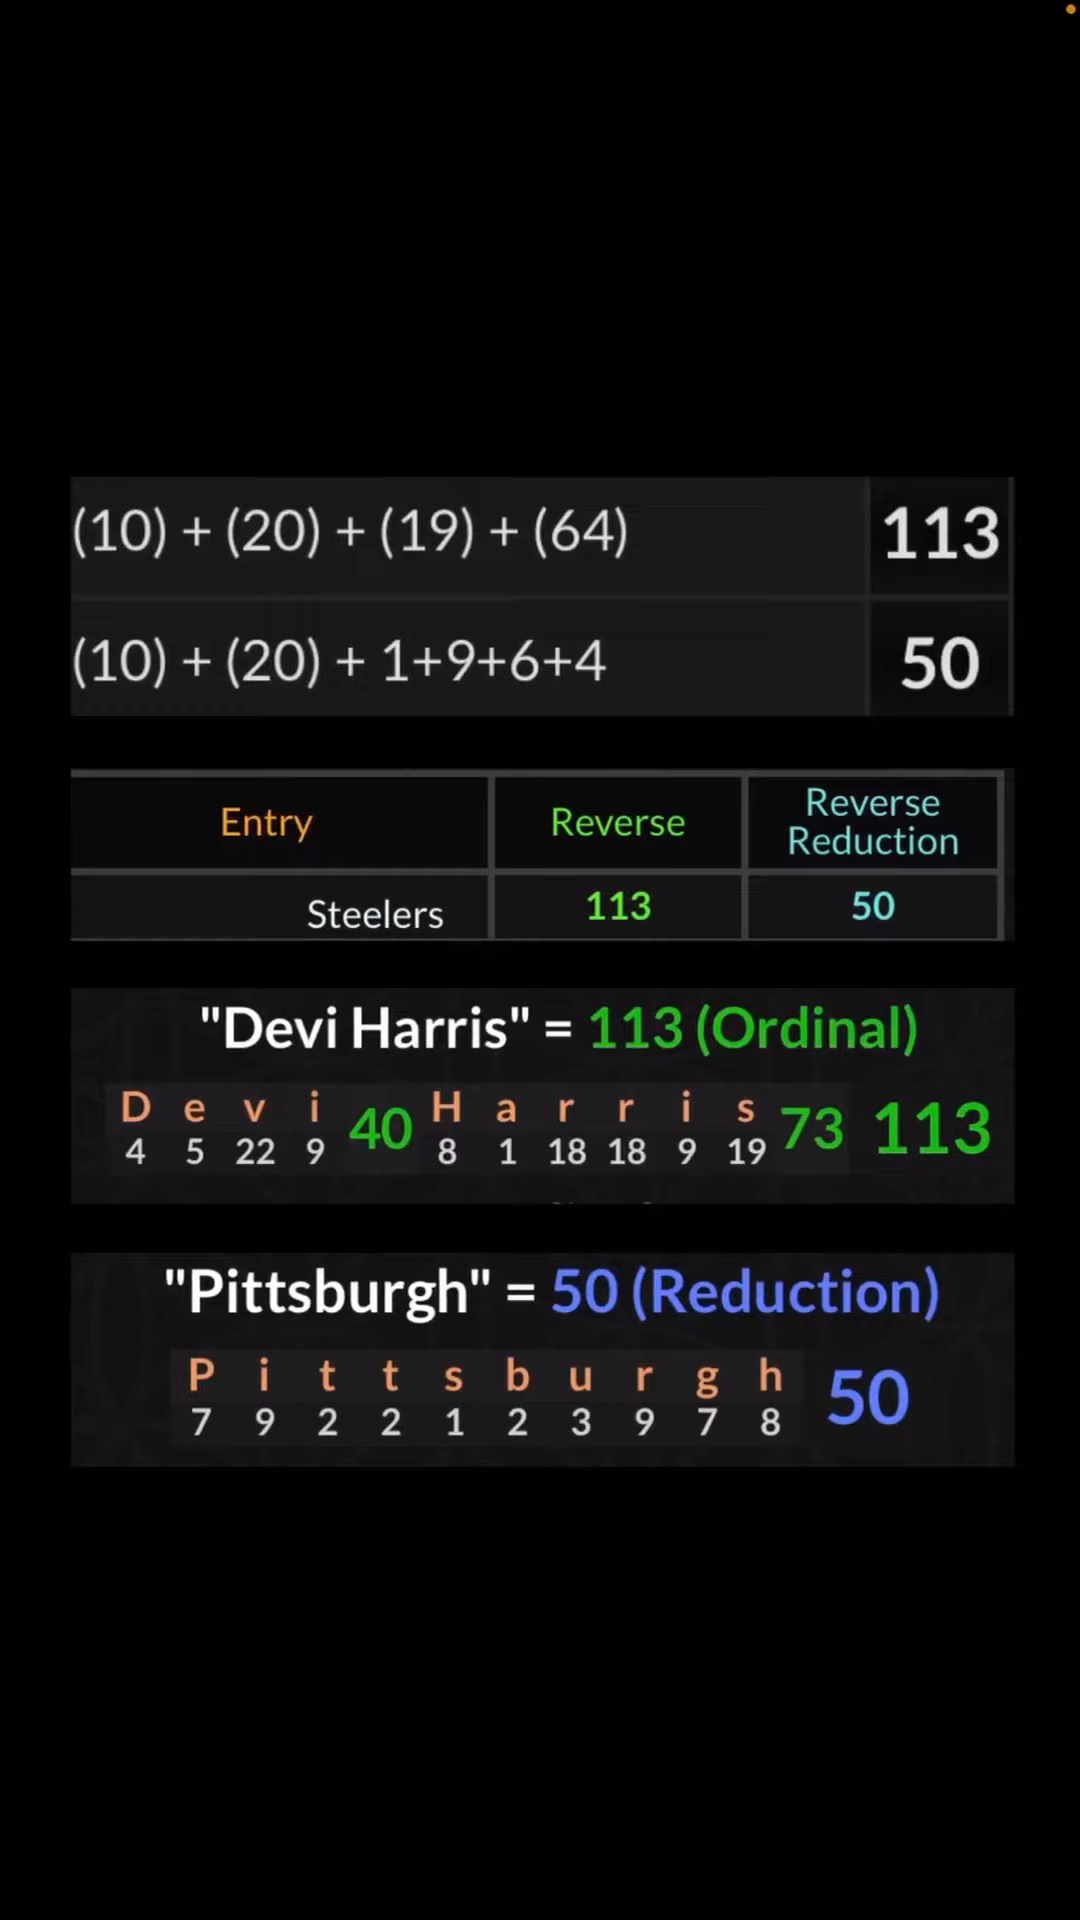 (10) + (20) + (19) + (64) 113
(10) + (20) + 1+9+6+4 50
Entry Reverse Reverse Reduction
Steelers 113 50
"Devi Harris" = 113 (Ordinal)
D e v i 40 H a r r i s 73 113
4 5 22 9 8 1 18 18 9 19
"Pittsburgh" = 50 (Reduction)
P i t t s b u r g h 50
7 9 2 2 1 2 3 9 7 8